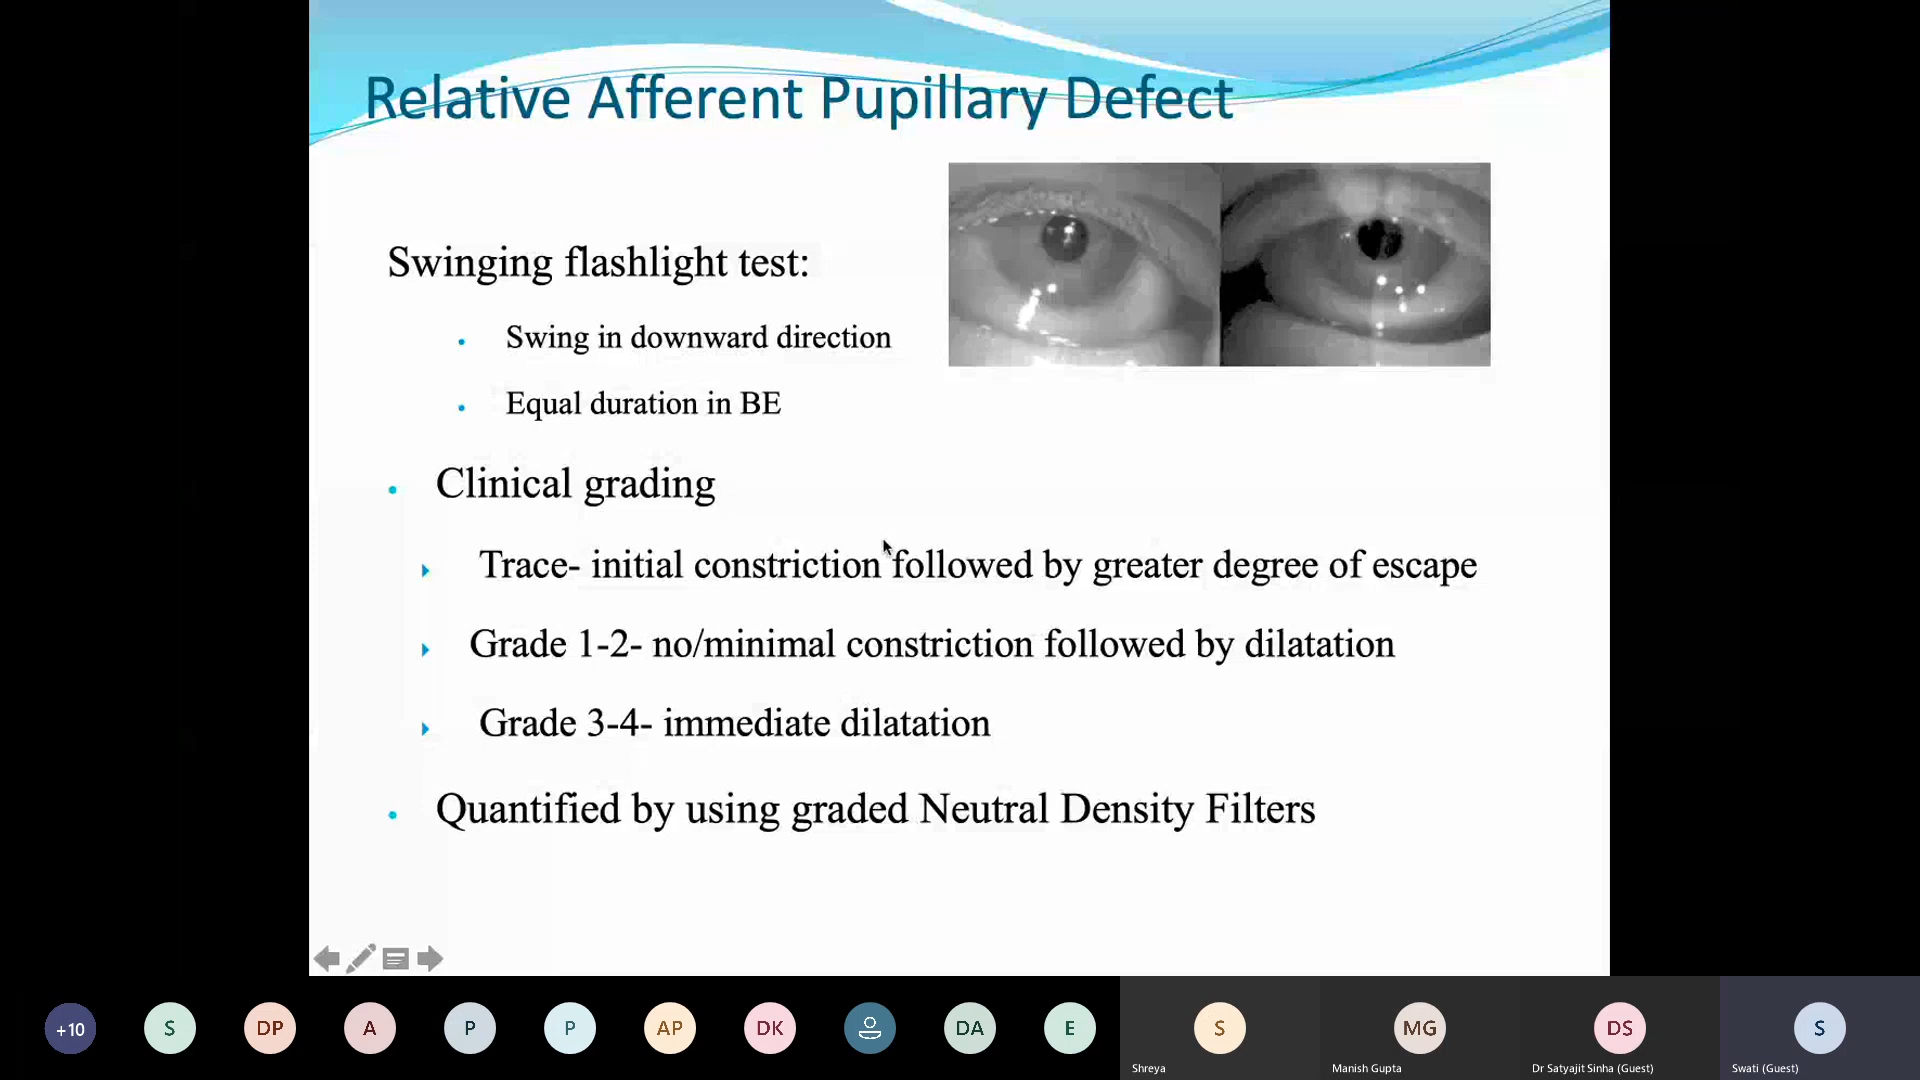 Relative Afferent Pupillary Defect
Swinging flashlight test:
Swing in downward direction
Equal duration in BE
Clinical grading
Trace- initial constriction followed by greater degree of escape
Grade 1-2- no/minimal constriction followed by dilatation
Grade 3-4- immediate dilatation
Quantified by using graded Neutral Density Filters
+10
S
DP
A
P
P
AP
DK
DA
E
S
MG
DS
S
Shreya
Manish Gupta
Dr Satyajit Sinha (Guest)
Swati (Guest)